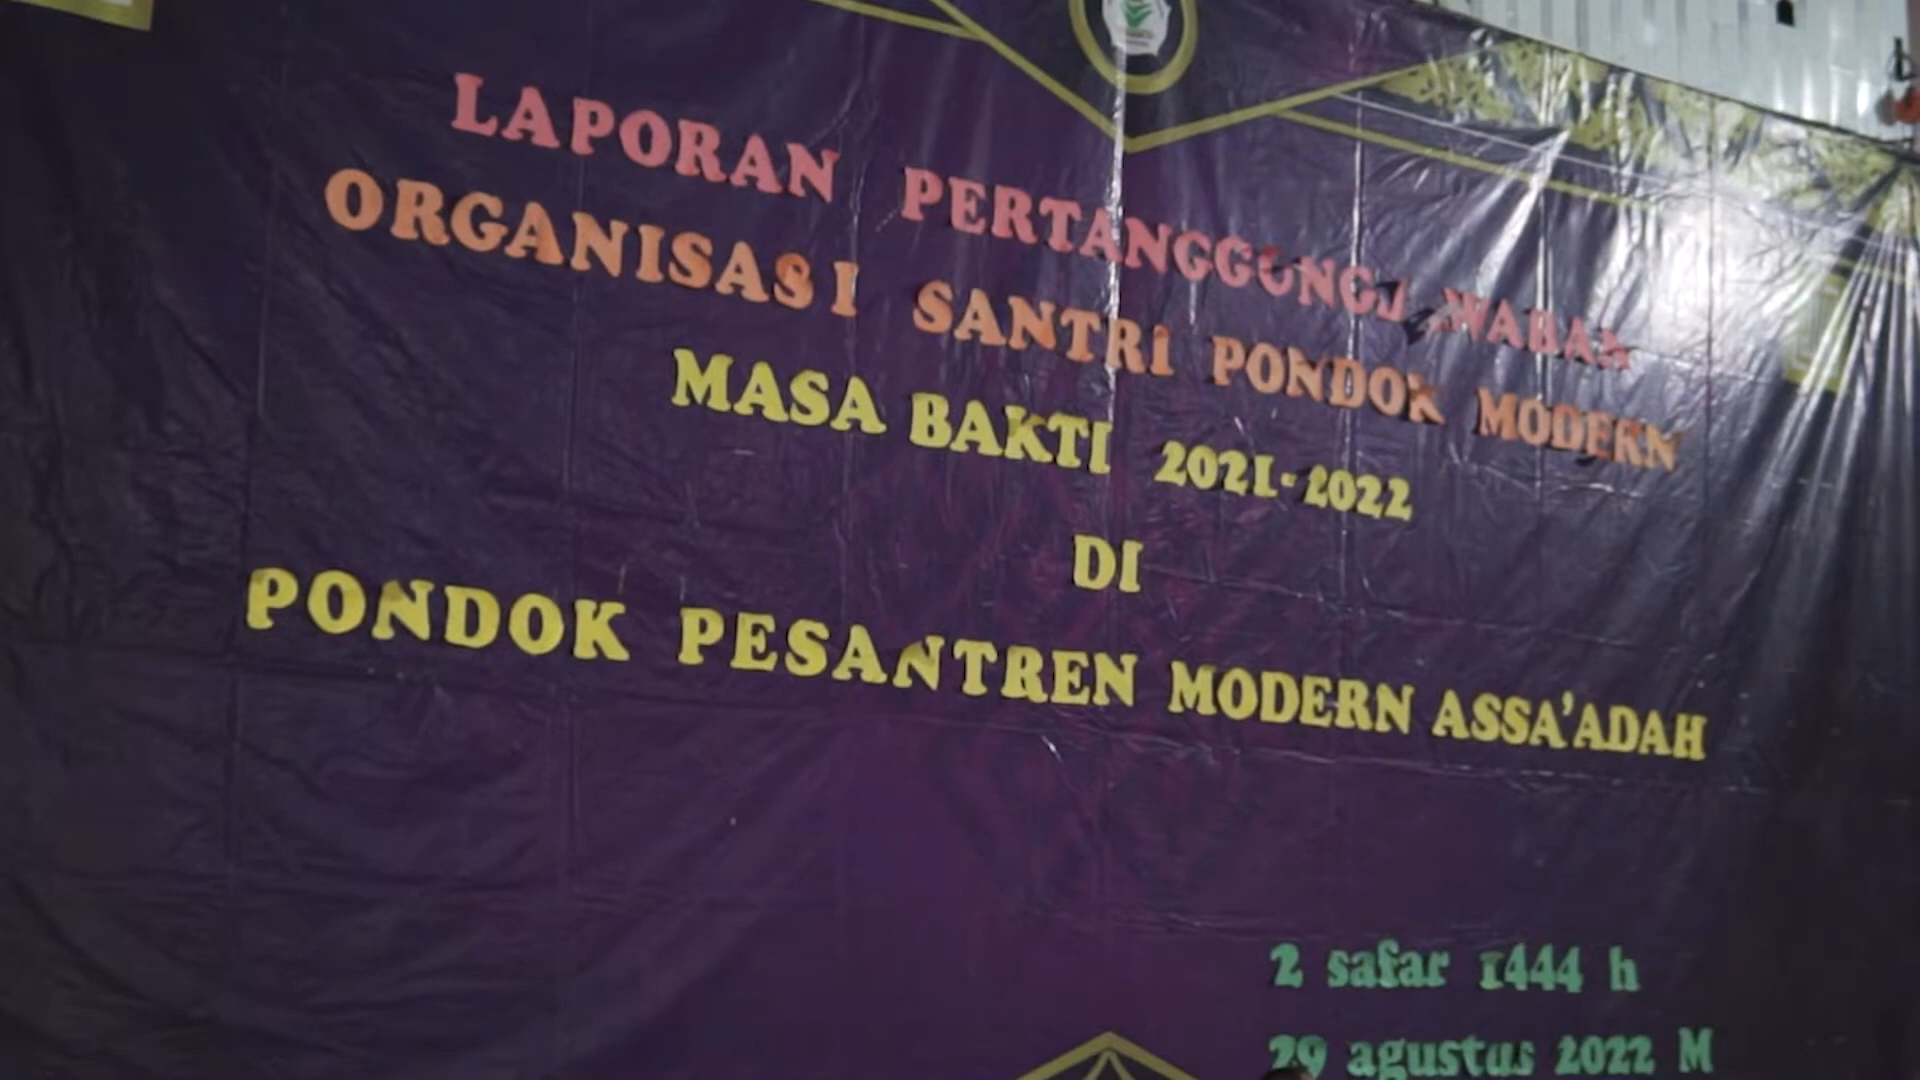 LAPORAN PERTANGGUNGJAWABAN
ORGANISASI SANTRI PONDOK MODERN
MASA BAKTI 2021-2022
DI
PONDOK PESANTREN MODERN ASSA'ADAH
2 safar 1444 h
29 agustus 2022 M